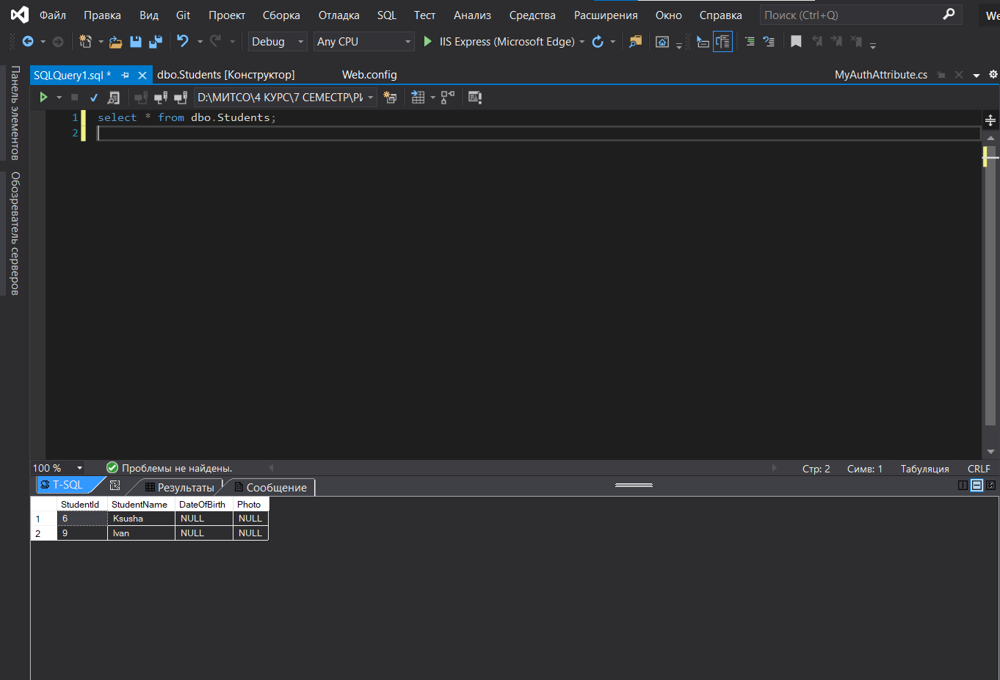 Файл Правка Вид Git Проект Сборка Отладка SQL Тест Анализ Средства Расширения Окно Справка Поиск (Ctrl+Q) We
Debug Any CPU IIS Express (Microsoft Edge)
Панель элементов
Обозреватель серверов
SQLQuery1.sql * dbo.Students [Конструктор] Web.config MyAuthAttribute.cs
D:\МИТСО\4 КУРС\7 СЕМЕСТР\РИ
1 select * from dbo.Students;
2
100 % Проблемы не найдены. Стр: 2 Симв: 1 Табуляция CRLF
T-SQL Результаты Сообщение
StudentId StudentName DateOfBirth Photo
1 6 Ksusha NULL NULL
2 9 Ivan NULL NULL